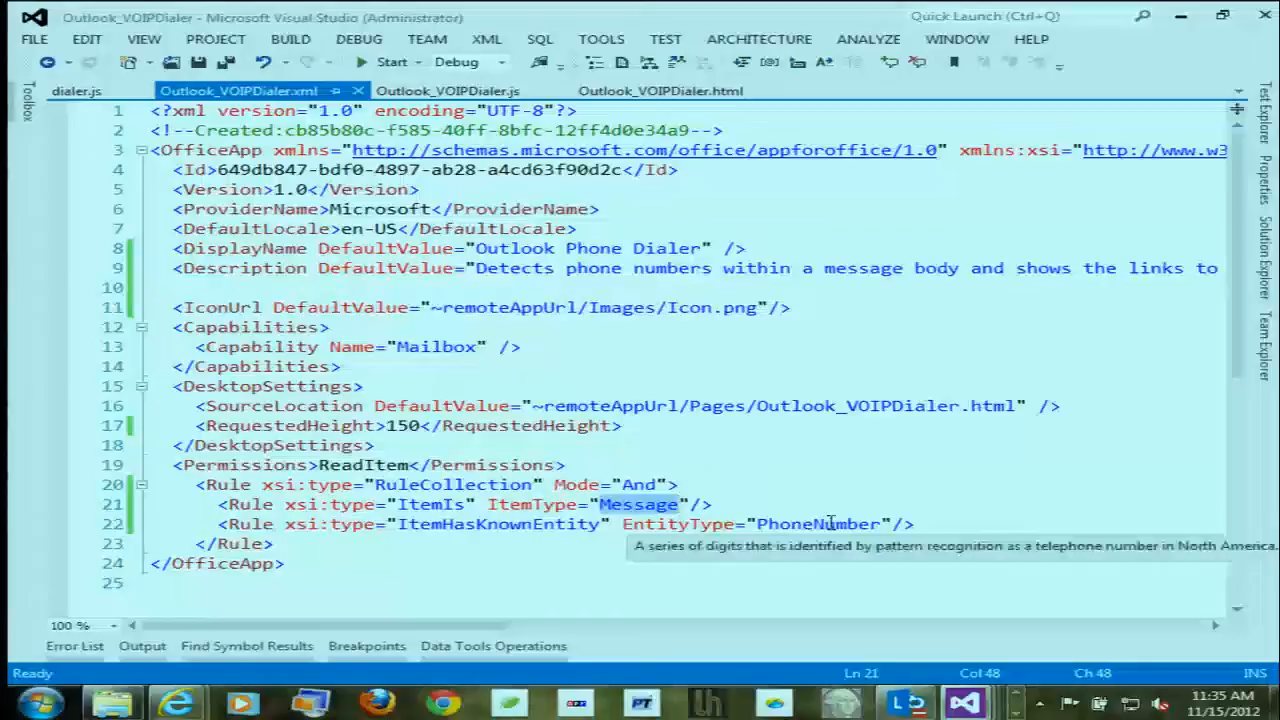 Outlook_VOIPDialer - Microsoft Visual Studio (Administrator)
Quick Launch (Ctrl+Q)
FILE EDIT VIEW PROJECT BUILD DEBUG TEAM XML SQL TOOLS TEST ARCHITECTURE ANALYZE WINDOW HELP
Start Debug
dialer.js Outlook_VOIPDialer.xml Outlook_VOIPDialer.js Outlook_VOIPDialer.html
Toolbox
1 <?xml version="1.0" encoding="UTF-8"?>
2 <!--Created:cb85b80c-f585-40ff-8bfc-12ff4d0e34a9-->
3 <OfficeApp xmlns="http://schemas.microsoft.com/office/appforoffice/1.0" xmlns:xsi="http://www.w3
4 <Id>649db847-bdf0-4897-ab28-a4cd63f90d2c</Id>
5 <Version>1.0</Version>
6 <ProviderName>Microsoft</ProviderName>
7 <DefaultLocale>en-US</DefaultLocale>
8 <DisplayName DefaultValue="Outlook Phone Dialer" />
9 <Description DefaultValue="Detects phone numbers within a message body and shows the links to
10
11 <IconUrl DefaultValue="~remoteAppUrl/Images/Icon.png"/>
12 <Capabilities>
13 <Capability Name="Mailbox" />
14 </Capabilities>
15 <DesktopSettings>
16 <SourceLocation DefaultValue="~remoteAppUrl/Pages/Outlook_VOIPDialer.html" />
17 <RequestedHeight>150</RequestedHeight>
18 </DesktopSettings>
19 <Permissions>ReadItem</Permissions>
20 <Rule xsi:type="RuleCollection" Mode="And">
21 <Rule xsi:type="ItemIs" ItemType="Message"/>
22 <Rule xsi:type="ItemHasKnownEntity" EntityType="PhoneNumber"/>
23 </Rule>
A series of digits that is identified by pattern recognition as a telephone number in North America.
24 </OfficeApp>
25
Test Explorer
Properties
Solution Explorer
Team Explorer
100 %
Error List Output Find Symbol Results Breakpoints Data Tools Operations
Ready Ln 21 Col 48 Ch 48 INS
11:35 AM
11/15/2012